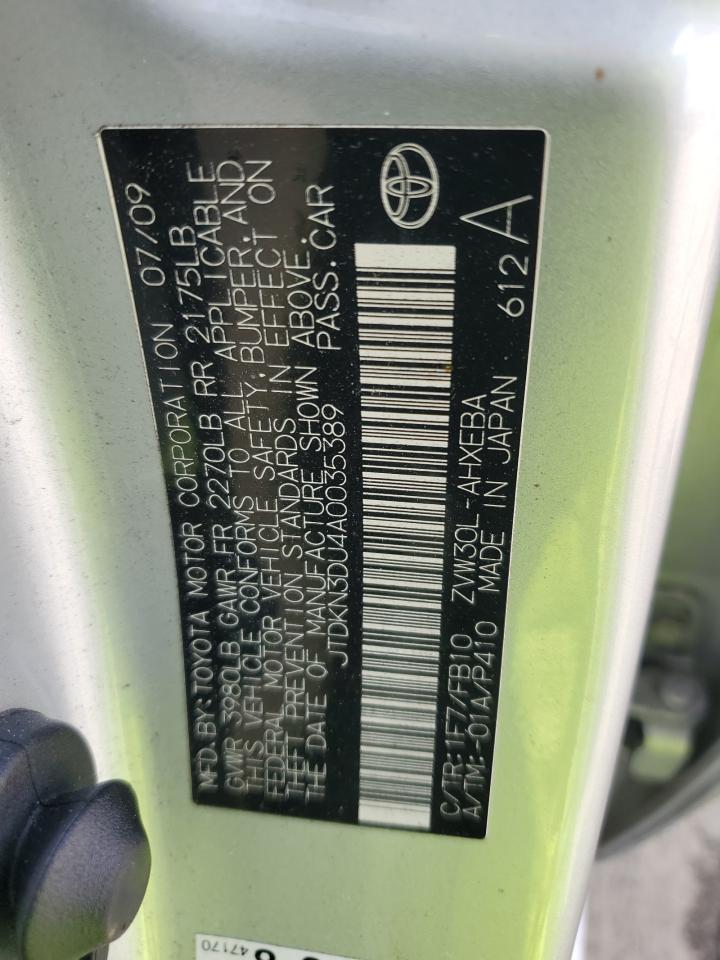 MFD.BY:TOYOTA MOTOR CORPORATION 07/09
GVWR 3980LB GAWR FR 2270LB RR 2175LB
THIS VEHICLE CONFORMS TO ALL APPLICABLE
FEDERAL MOTOR VEHICLE SAFETY,BUMPER,AND
THEFT PREVENTION STANDARDS IN EFFECT ON
THE DATE OF MANUFACTURE SHOWN ABOVE.
JTDKN3DU4A0035389 PASS.CAR
C/TR:1F7/FB10 ZVW30L-AHXEBA
A/TM:-01A/P410 MADE IN JAPAN 612 A
47170